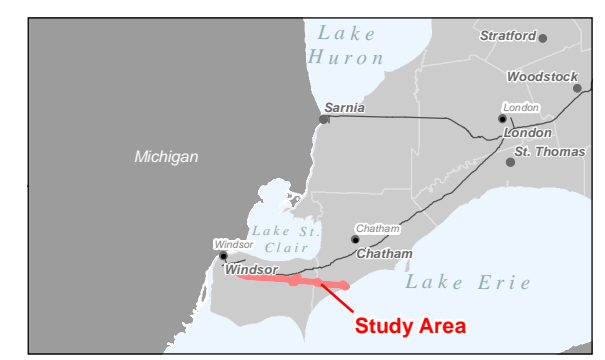 Lake
Huron
Stratford
Woodstock
Sarnia
London
London
Michigan
St. Thomas
Lake St.
Clair
Chatham
Chatham
Windsor
Windsor
Lake Erie
Study Area